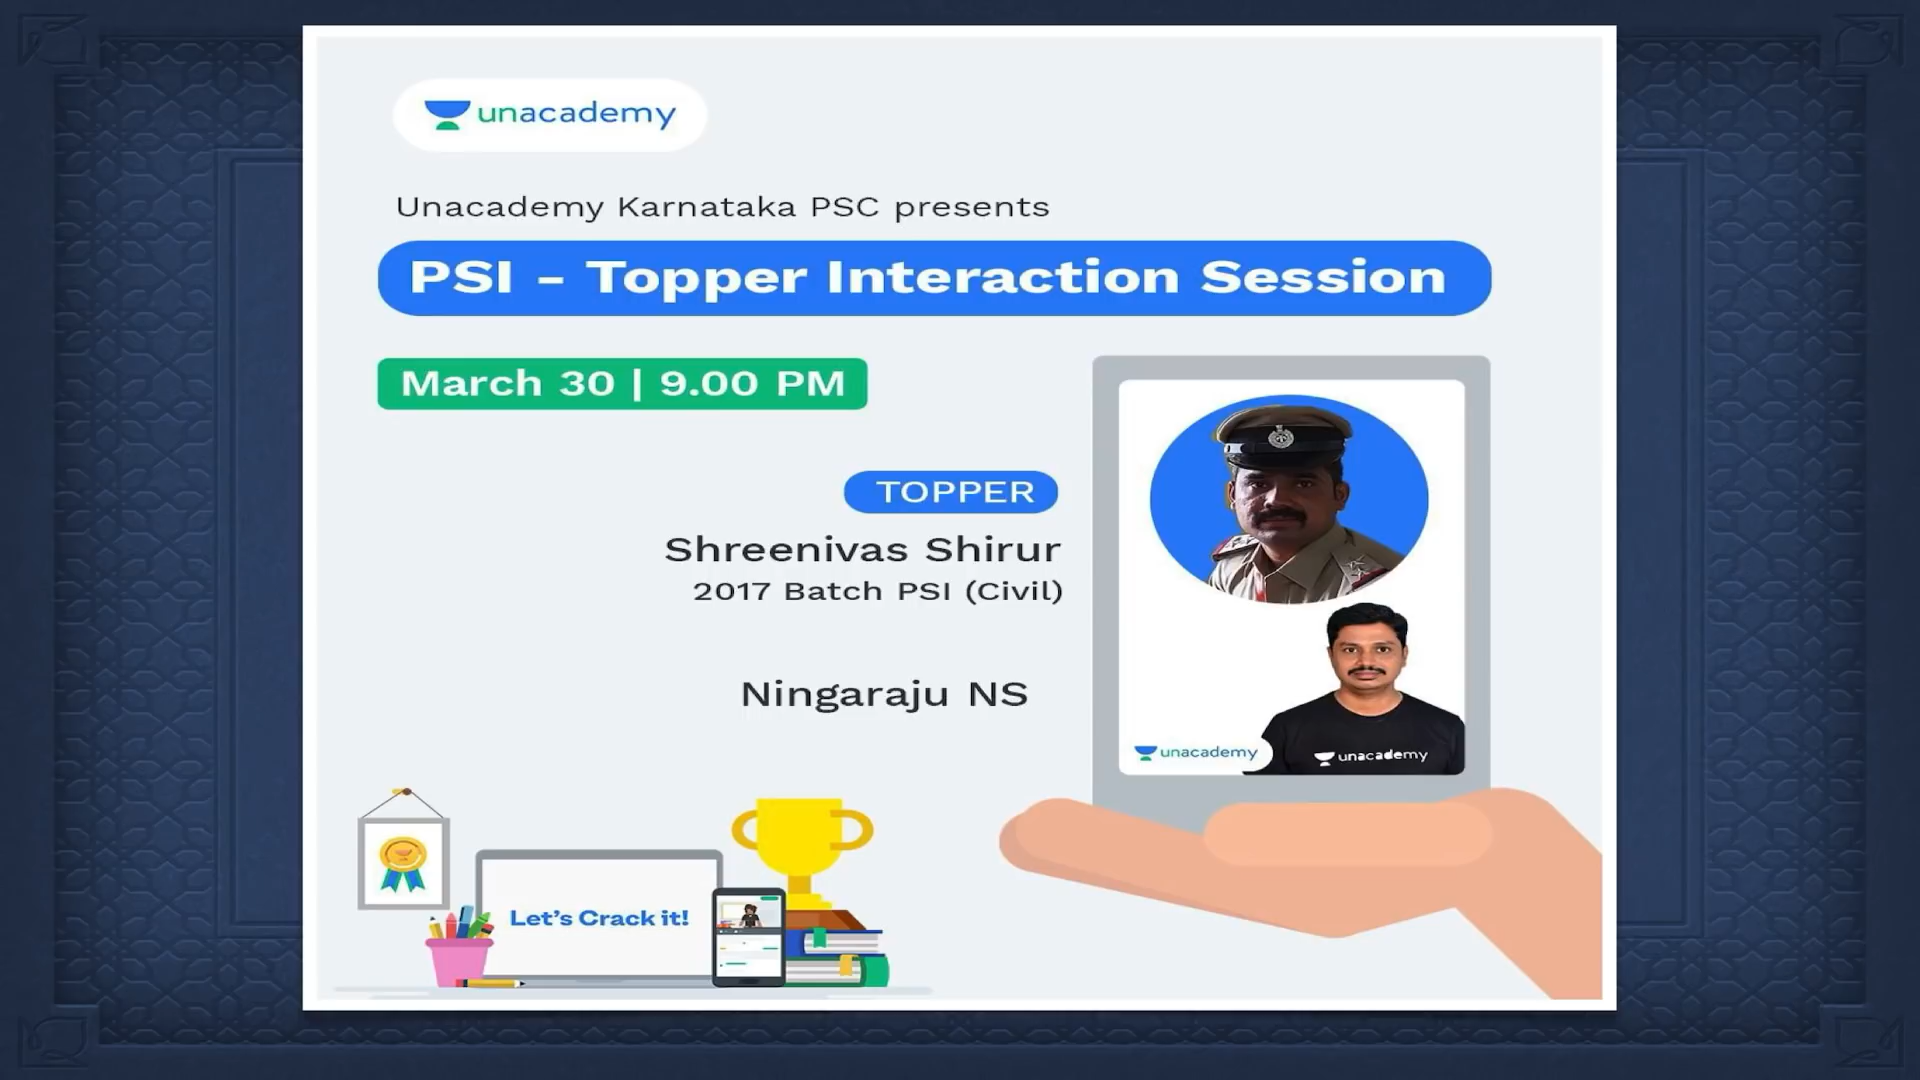 unacademy
Unacademy Karnataka PSC presents
PSI - Topper Interaction Session
March 30 | 9.00 PM
TOPPER
Shreenivas Shirur
2017 Batch PSI (Civil)
Ningaraju NS
unacademy
unacademy
Let's Crack it!